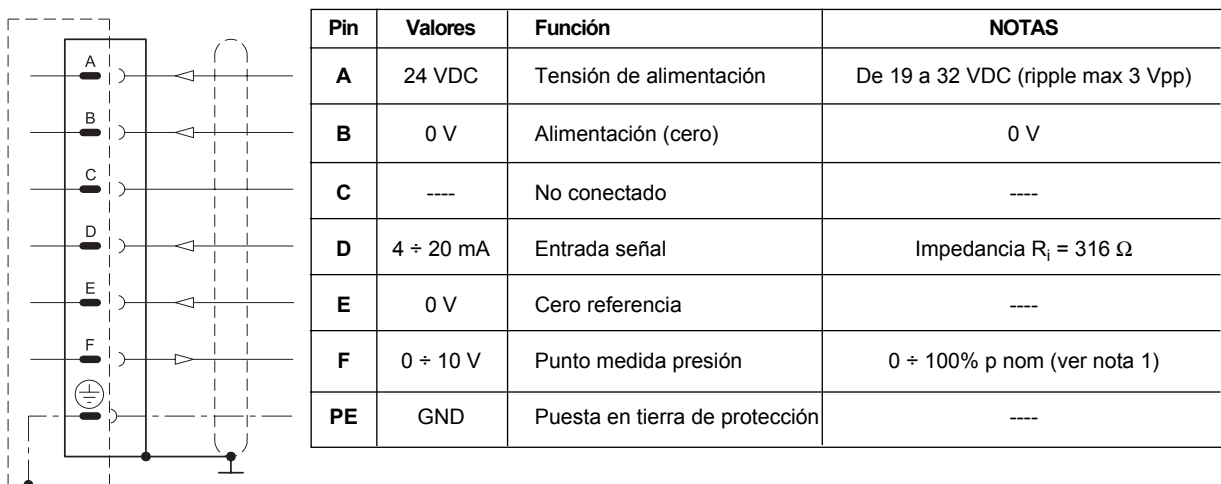 Pin Valores Función NOTAS
A A 24 VDC Tensión de alimentación De 19 a 32 VDC (ripple max 3 Vpp)
B B 0 V Alimentación (cero) 0 V
C C ---- No conectado ----
D D 4 ÷ 20 mA Entrada señal Impedancia Ri = 316 Ω
E E 0 V Cero referencia ----
F F 0 ÷ 10 V Punto medida presión 0 ÷ 100% p nom (ver nota 1)
PE GND Puesta en tierra de protección ----